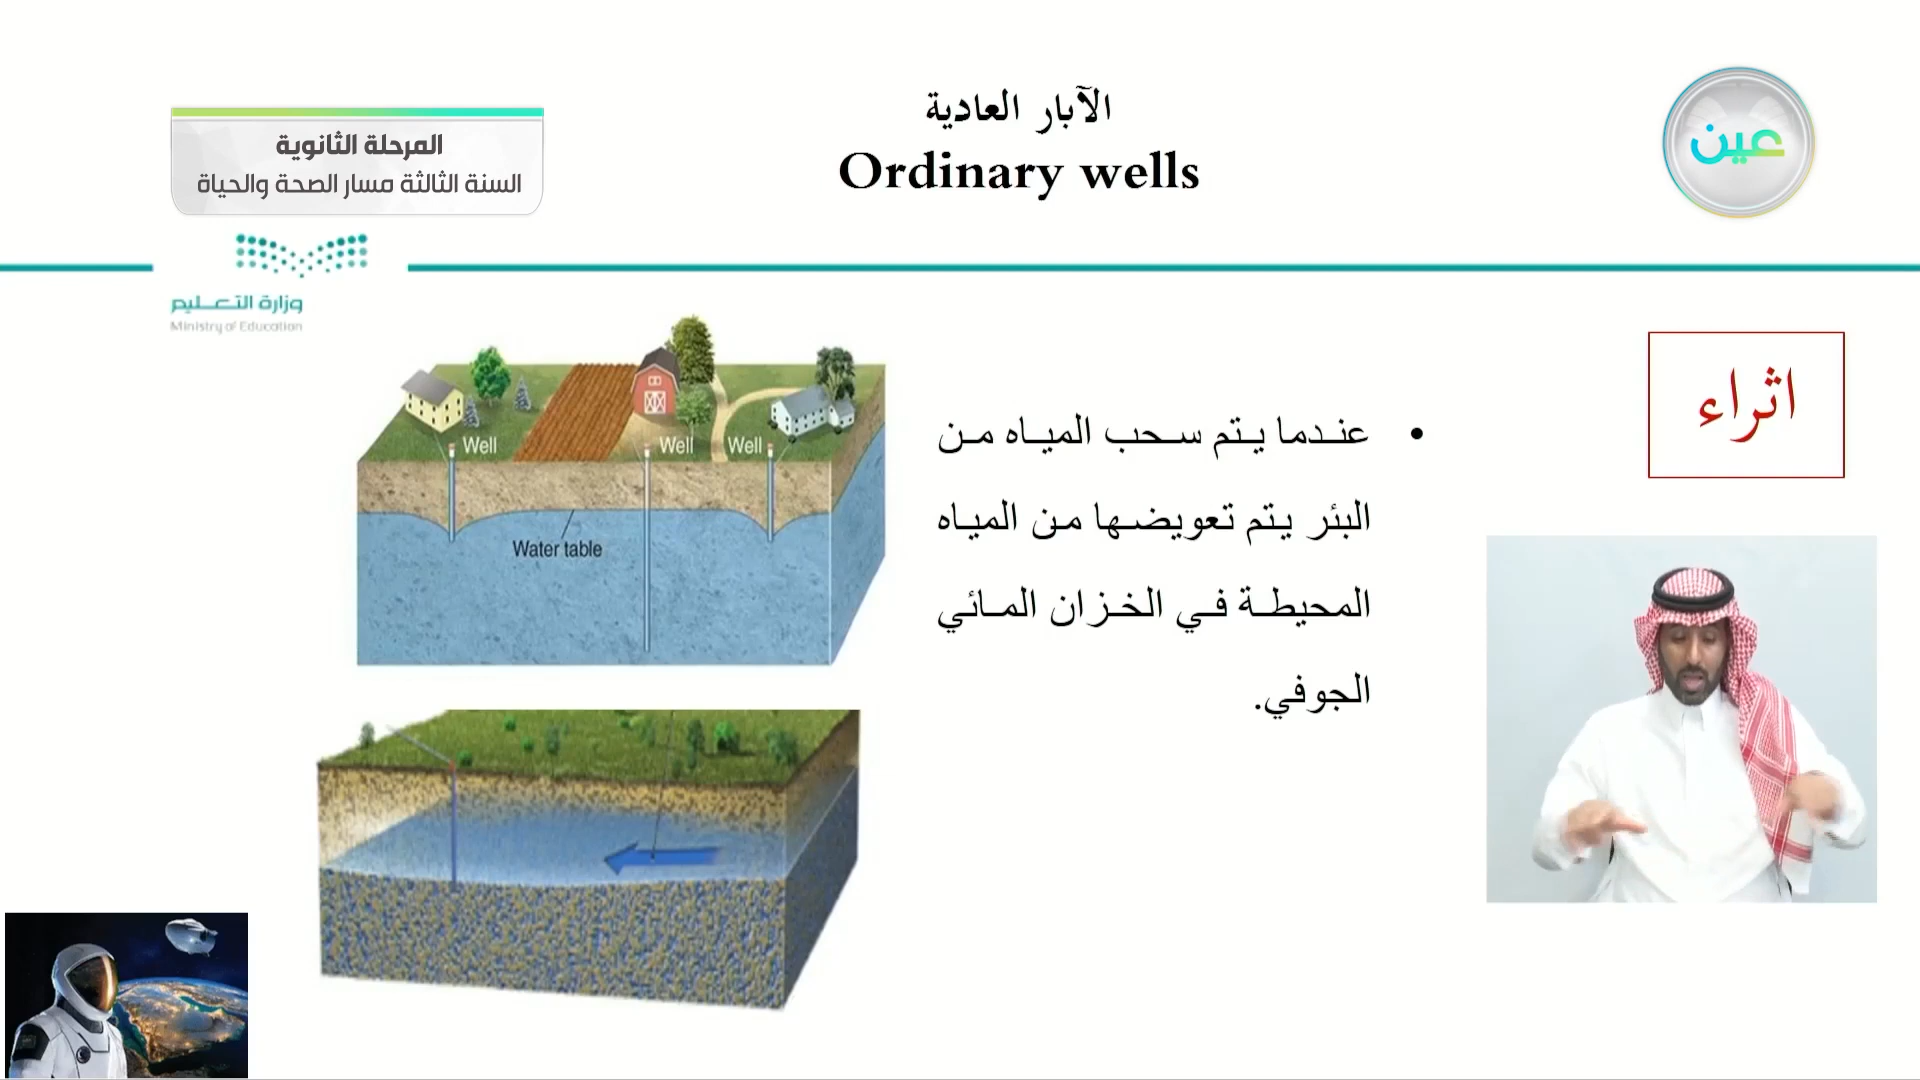 الآبار العادية
Ordinary wells
المرحلة الثانوية
السنة الثالثة مسار الصحة والحياة
عين
وزارة التعليم
Ministry of Education
اثراء
عندما يتم سحب المياه من
البئر يتم تعويضها من المياه
المحيطة في الخزان المائي
الجوفي.
Well
Well
Well
Water table